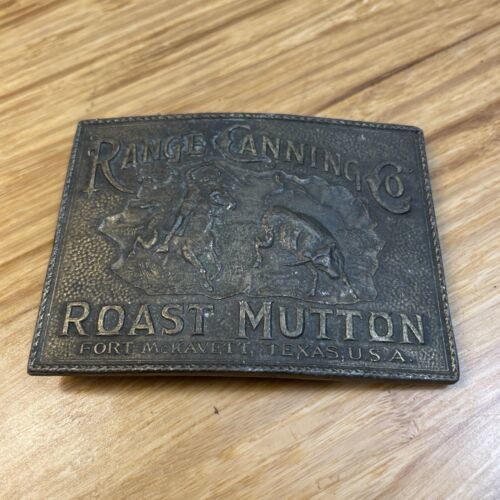 RANGE CANNING CO
ROAST MUTTON
FORT MCKAVETT, TEXAS, U.S.A.